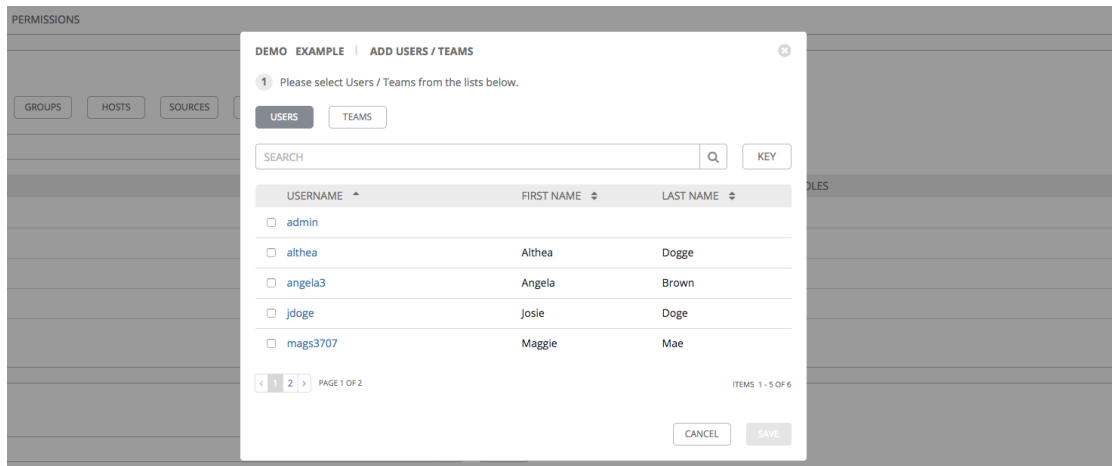 PERMISSIONS
DEMO EXAMPLE | ADD USERS / TEAMS
1 Please select Users / Teams from the lists below.
GROUPS HOSTS SOURCES
USERS TEAMS
SEARCH KEY
USERNAME FIRST NAME LAST NAME
admin
althea Althea Dogge
angela3 Angela Brown
jdoge Josie Doge
mags3707 Maggie Mae
< 1 2 > PAGE 1 OF 2 ITEMS 1 - 5 OF 6
CANCEL SAVE